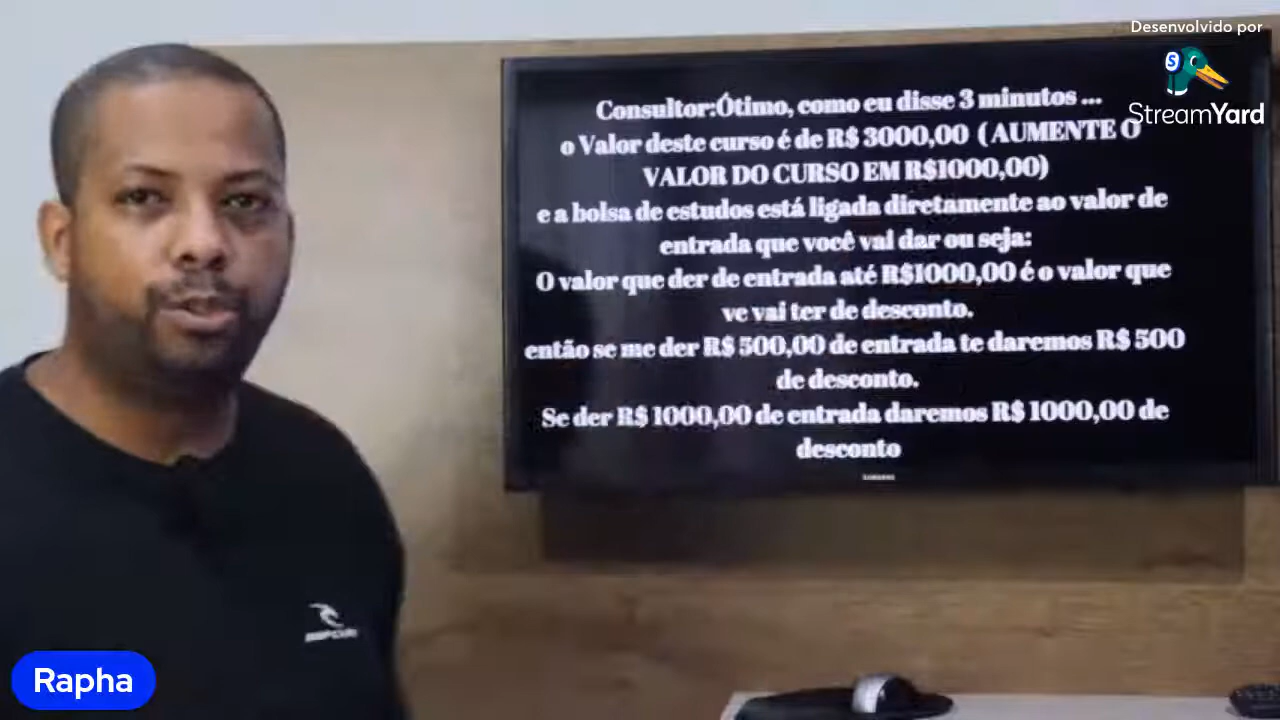 Desenvolvido por
StreamYard
Consultor:Ótimo, como eu disse 3 minutos ...
o Valor deste curso é de R$ 3000,00 ( AUMENTE O
VALOR DO CURSO EM R$1000,00)
e a bolsa de estudos está ligada diretamente ao valor de
entrada que você vai dar ou seja:
O valor que der de entrada até R$1000,00 é o valor que
vc vai ter de desconto.
então se me der R$ 500,00 de entrada te daremos R$ 500
de desconto.
Se der R$ 1000,00 de entrada daremos R$ 1000,00 de
desconto
SAMSUNG
RIP CURL
Rapha